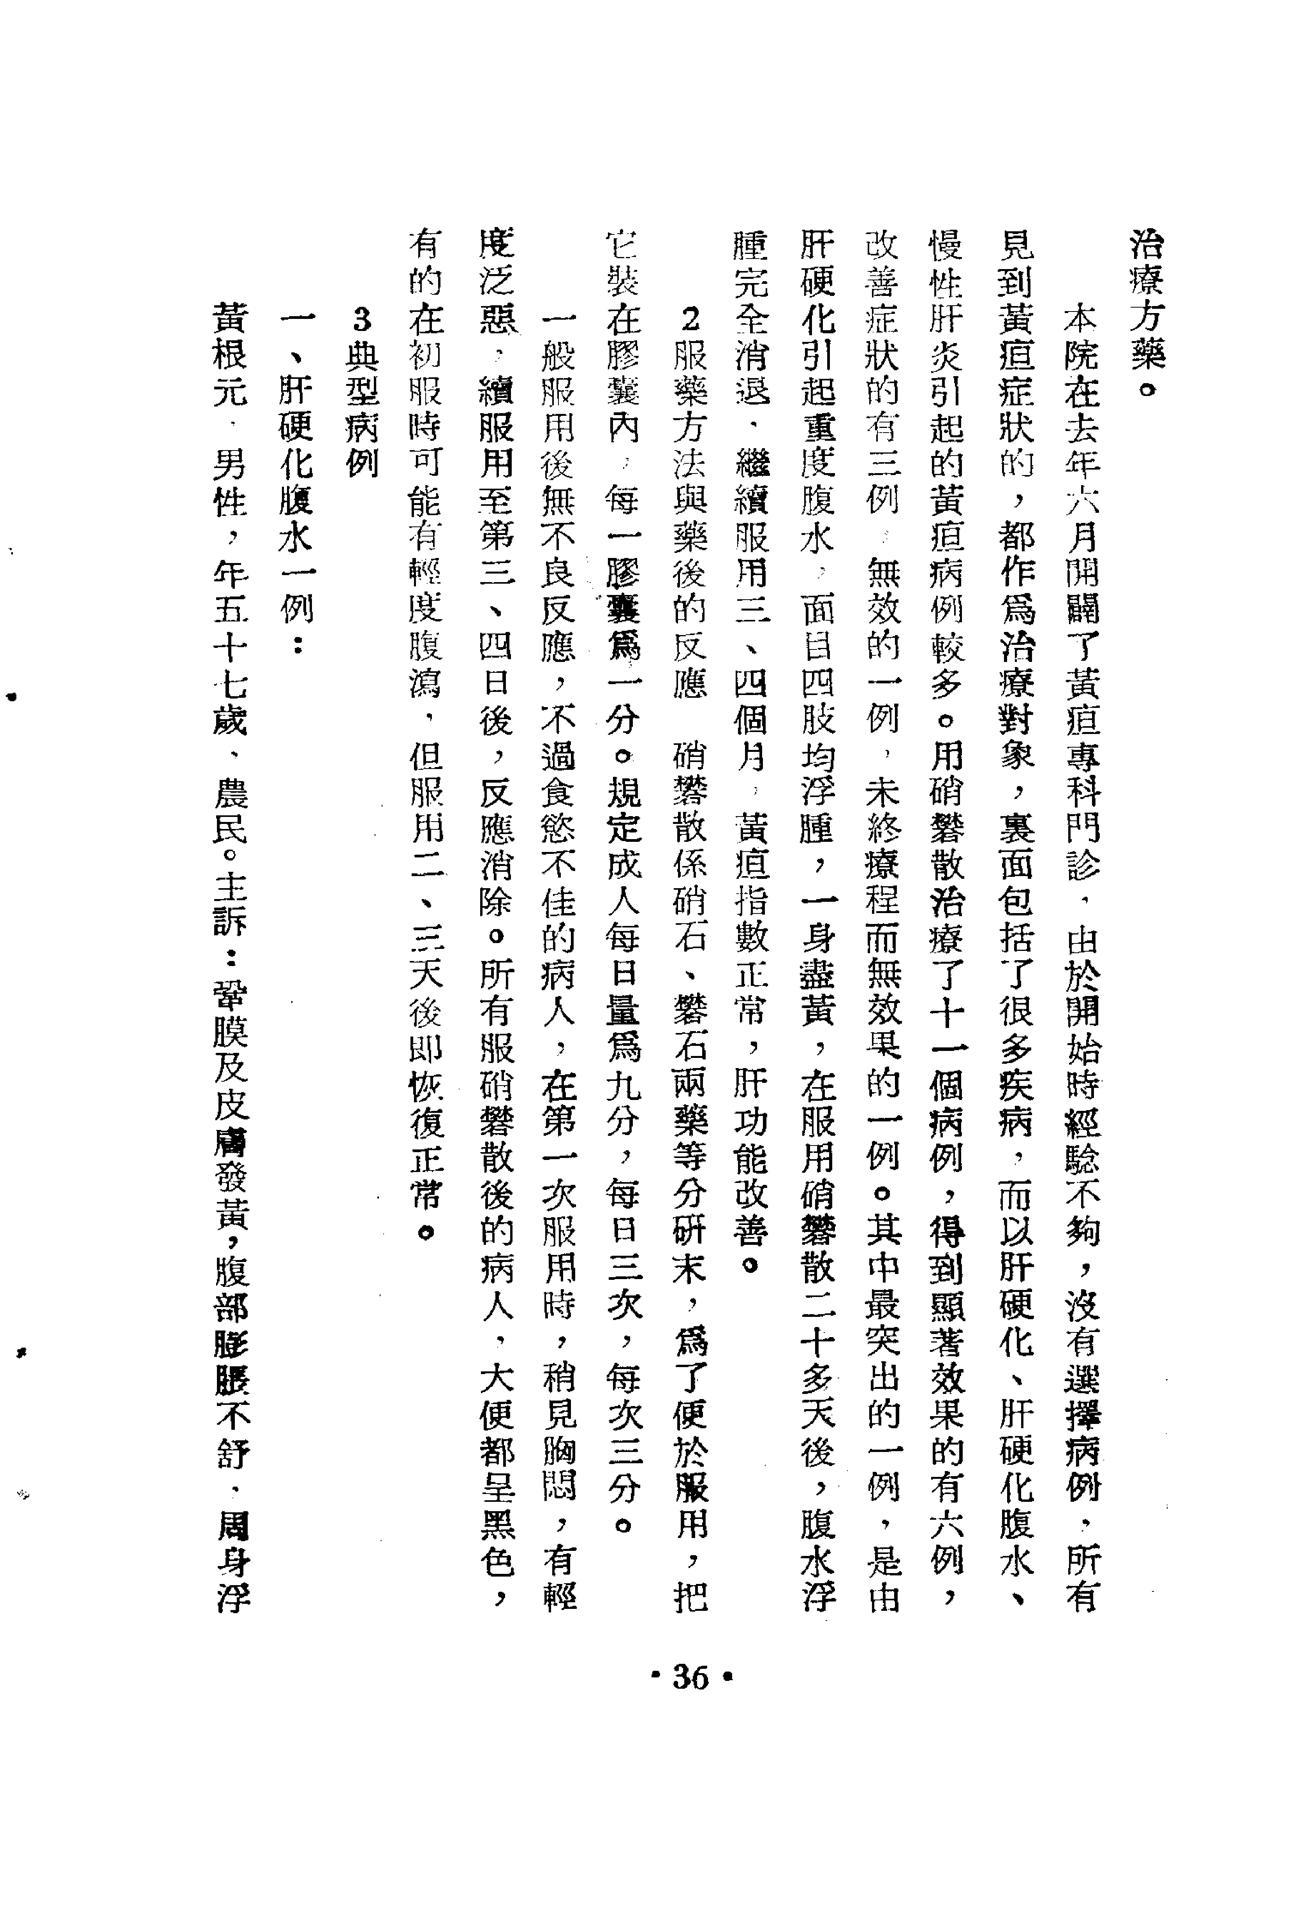 治療方藥。
本院在去年六月開闢了黃疸專科門診，由於開始時經驗不夠，沒有選擇病例，所有
見到黃疸症狀的，都作爲治療對象，裏面包括了很多疾病，而以肝硬化、肝硬化腹水、
慢性肝炎引起的黃疸病例較多。用硝礬散治療了十一個病例，得到顯著效果的有六例，
改善症狀的有三例，無效的一例，未終療程而無效果的一例。其中最突出的一例，是由
肝硬化引起重度腹水，面目四肢均浮腫，一身盡黃，在服用硝礬散二十多天後，腹水浮
腫完全消退，繼續服用三、四個月，黃疸指數正常，肝功能改善。
2服藥方法與藥後的反應　硝礬散係硝石、礬石兩藥等分研末，爲了便於服用，把
它裝在膠囊內，每一膠囊爲一分。規定成人每日量爲九分，每日三次，每次三分。
一般服用後無不良反應，不過食慾不佳的病人，在第一次服用時，稍見胸悶，有輕
度泛惡，續服用至第三、四日後，反應消除。所有服硝礬散後的病人，大便都呈黑色，
有的在初服時可能有輕度腹瀉，但服用二、三天後即恢復正常。
3典型病例
一、肝硬化腹水一例：
黃根元，男性，年五十七歲、農民。主訴：鞏膜及皮膚發黃，腹部膨脹不舒，周身浮
·36·